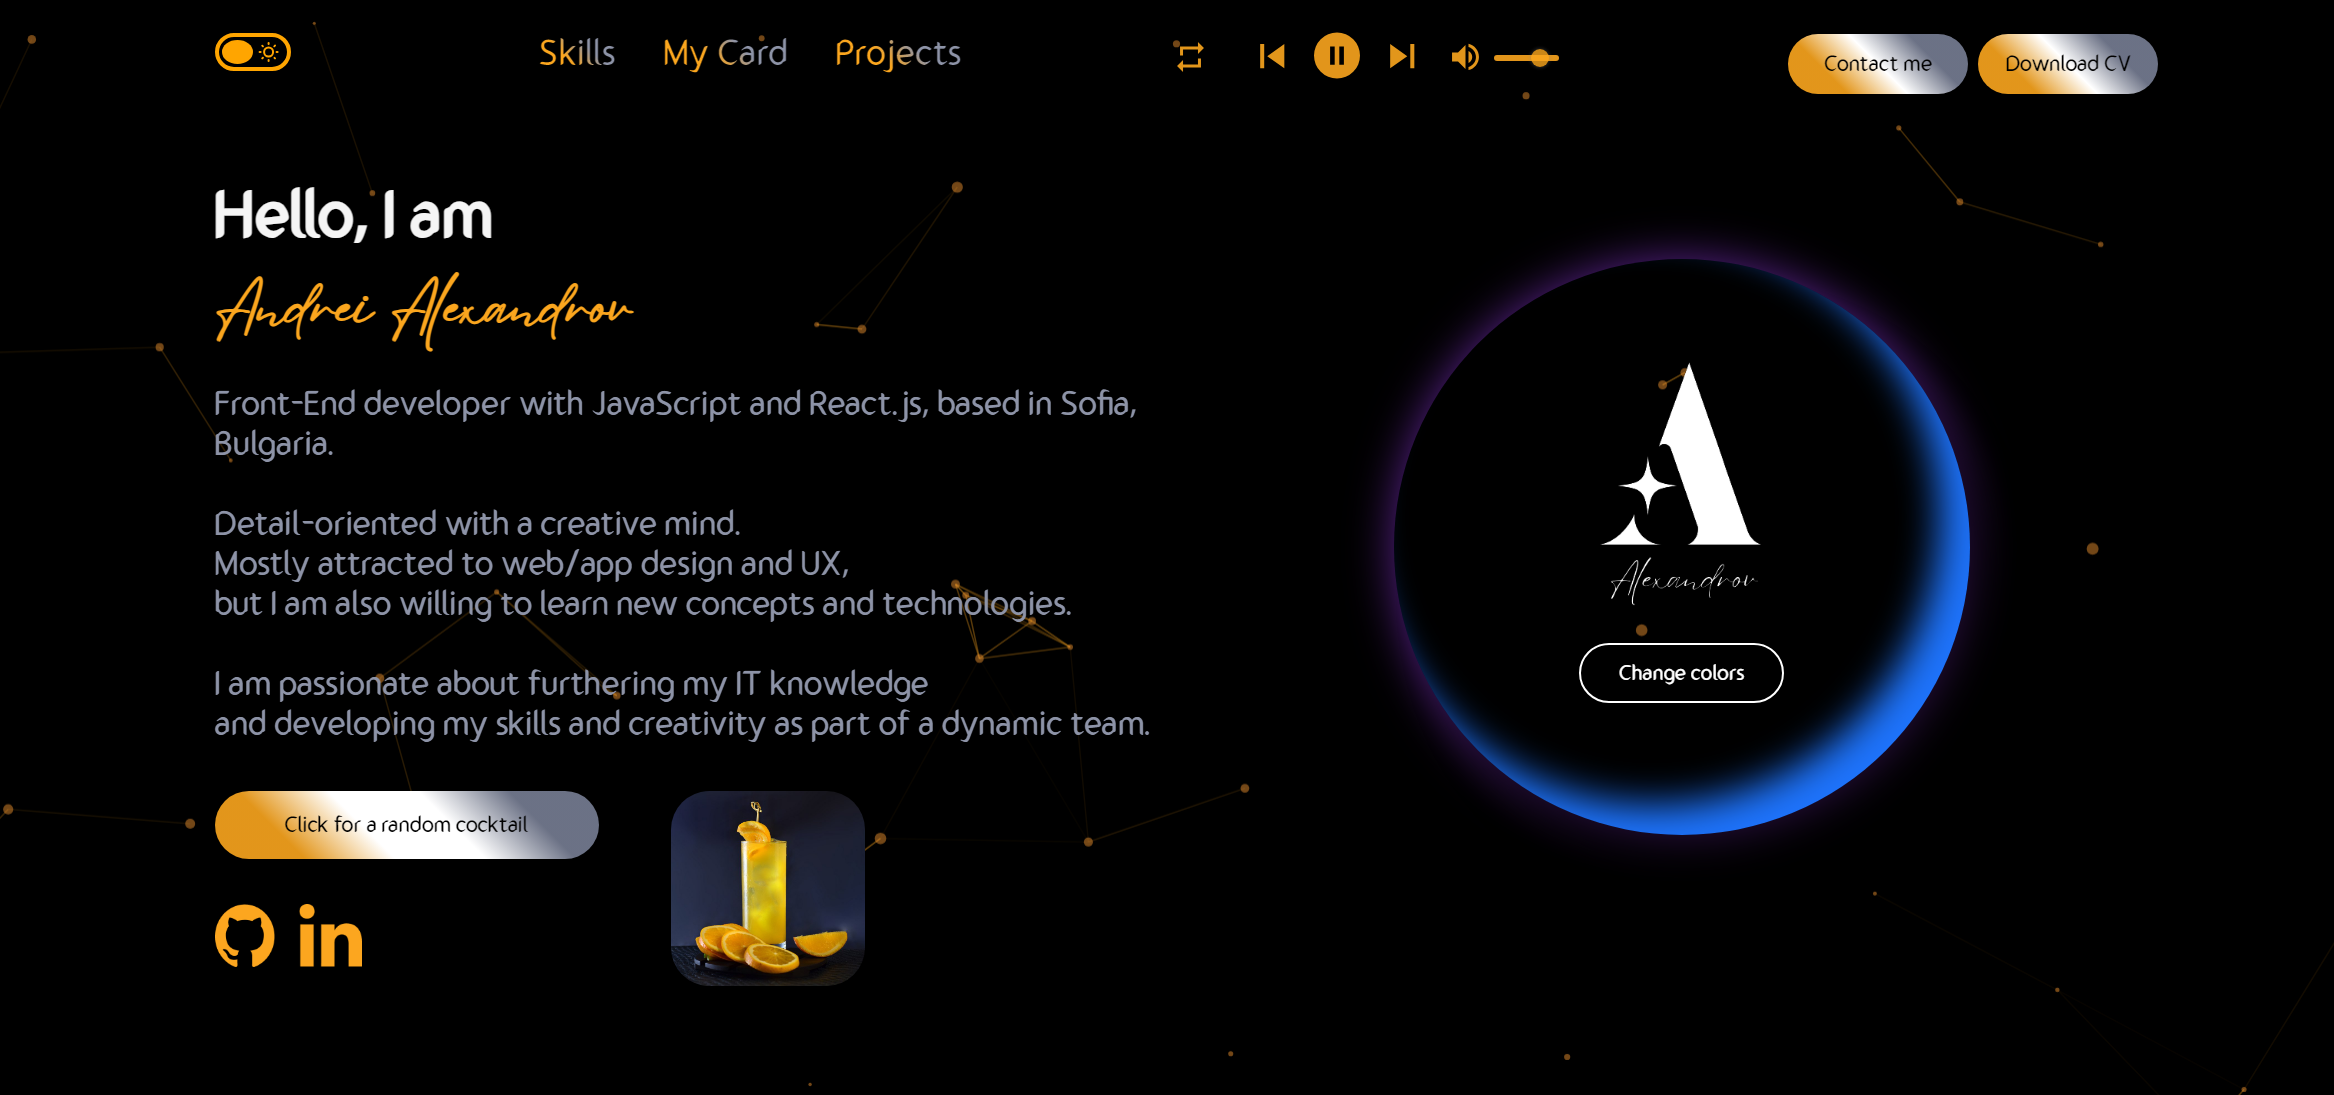 Skills
My Card
Projects
Contact me
Download CV
Hello, I am
Andrei Alexandrov
Front-End developer with JavaScript and React.js, based in Sofia,
Bulgaria.
Detail-oriented with a creative mind.
Mostly attracted to web/app design and UX,
but I am also willing to learn new concepts and technologies.
I am passionate about furthering my IT knowledge
and developing my skills and creativity as part of a dynamic team.
Click for a random cocktail
in
A
Alexandrov
Change colors